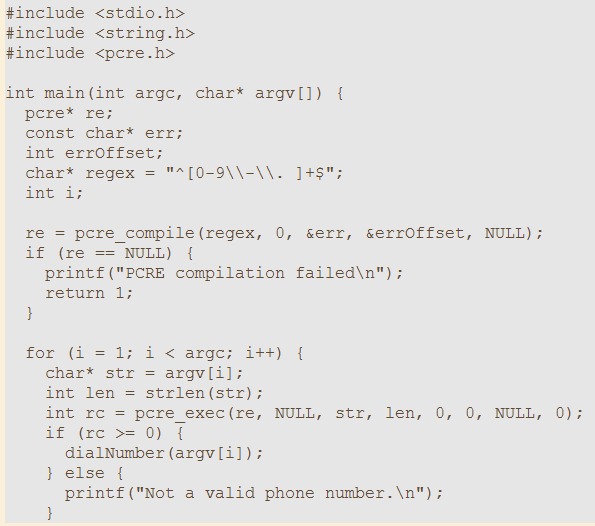 #include <stdio.h>
#include <string.h>
#include <pcre.h>

int main(int argc, char* argv[]) {
  pcre* re;
  const char* err;
  int errOffset;
  char* regex = "^[0-9\\-\\. ]+$";
  int i;

  re = pcre_compile(regex, 0, &err, &errOffset, NULL);
  if (re == NULL) {
    printf("PCRE compilation failed\n");
    return 1;
  }

  for (i = 1; i < argc; i++) {
    char* str = argv[i];
    int len = strlen(str);
    int rc = pcre_exec(re, NULL, str, len, 0, 0, NULL, 0);
    if (rc >= 0) {
      dialNumber(argv[i]);
    } else {
      printf("Not a valid phone number.\n");
    }